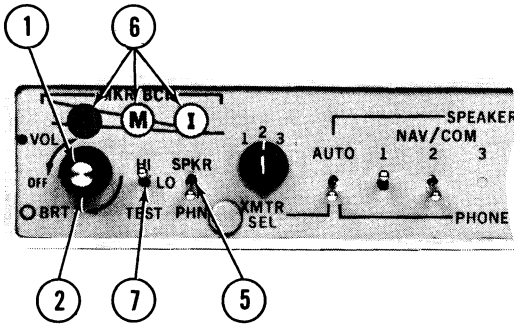 1 6
MKR/BCN
M I
VOL
SPEAKER
NAV/COM
1 2 3
HI SPKR
AUTO 1 2 3
OFF
LO
BRT TEST PHN
XMTR
SEL
PHONE
2 7 5